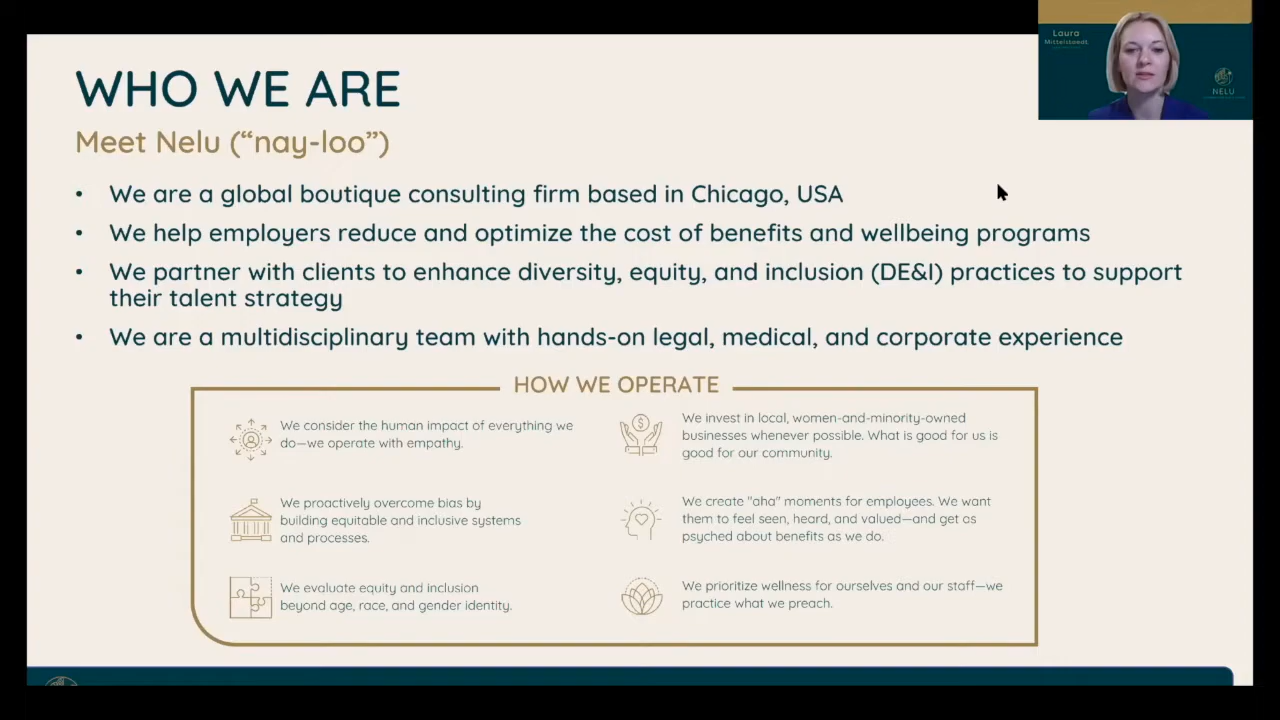 WHO WE ARE
Meet Nelu (“nay-loo”)
• We are a global boutique consulting firm based in Chicago, USA
• We help employers reduce and optimize the cost of benefits and wellbeing programs
• We partner with clients to enhance diversity, equity, and inclusion (DE&I) practices to support
their talent strategy
• We are a multidisciplinary team with hands-on legal, medical, and corporate experience
HOW WE OPERATE
We consider the human impact of everything we
do—we operate with empathy.
We proactively overcome bias by
building equitable and inclusive systems
and processes.
We evaluate equity and inclusion
beyond age, race, and gender identity.
We invest in local, women-and-minority-owned
businesses whenever possible. What is good for us is
good for our community.
We create "aha" moments for employees. We want
them to feel seen, heard, and valued—and get as
psyched about benefits as we do.
We prioritize wellness for ourselves and our staff—we
practice what we preach.
Laura
Mittelstaedt
NELU